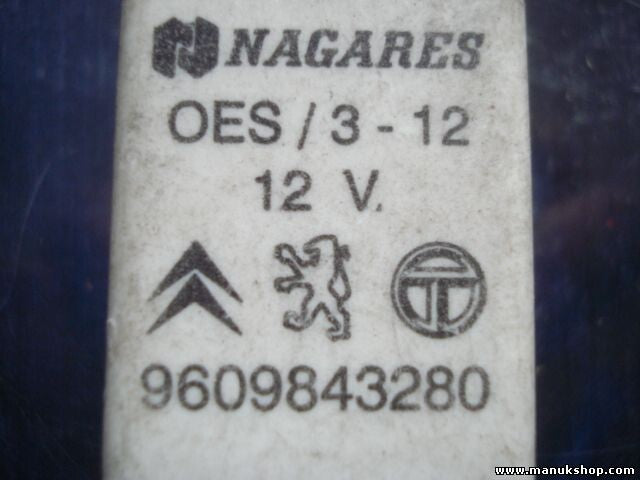 NAGARES
OES / 3 - 12
12 V.
9609843280
www.manukshop.com